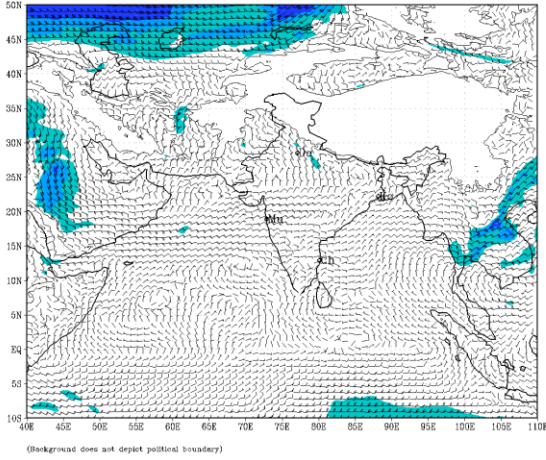 50N
45N
40N
35N
30N
25N
20N
Mu
15N
Ch
10N
5N
EQ
5S
10S
40E 45E 50E 55E 60E 65E 70E 75E 80E 85E 90E 95E 100E 105E 110E
(Background does not depict political boundary)